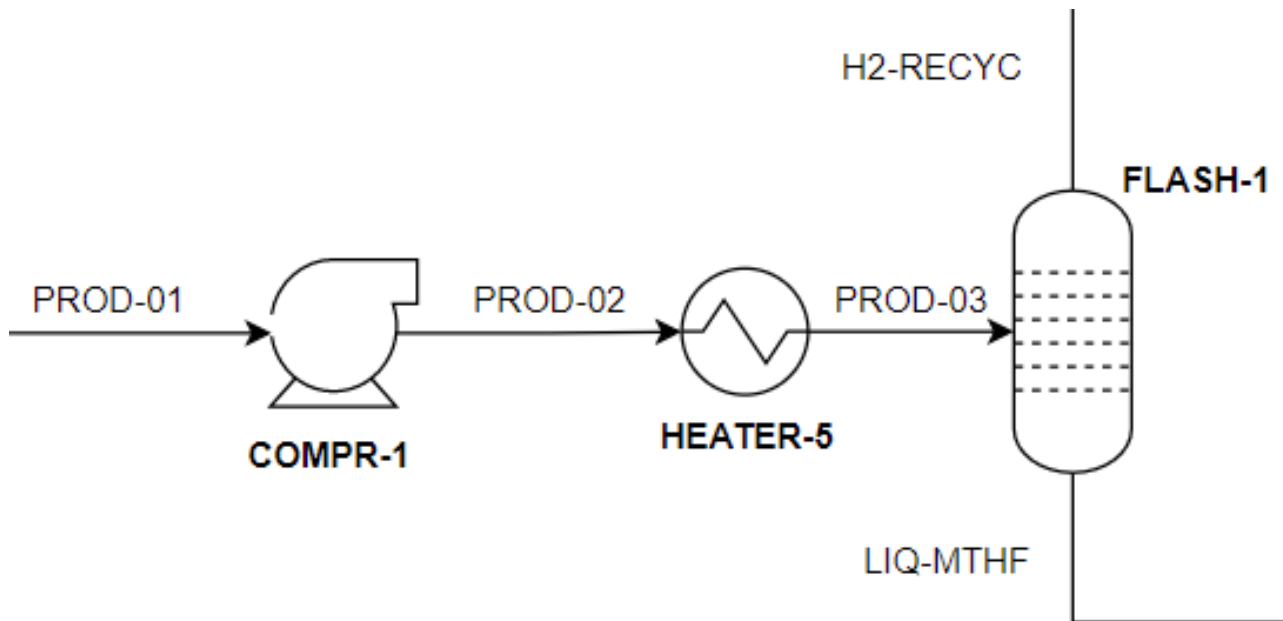 H2-RECYC
FLASH-1
PROD-01
PROD-02
PROD-03
COMPR-1
HEATER-5
LIQ-MTHF